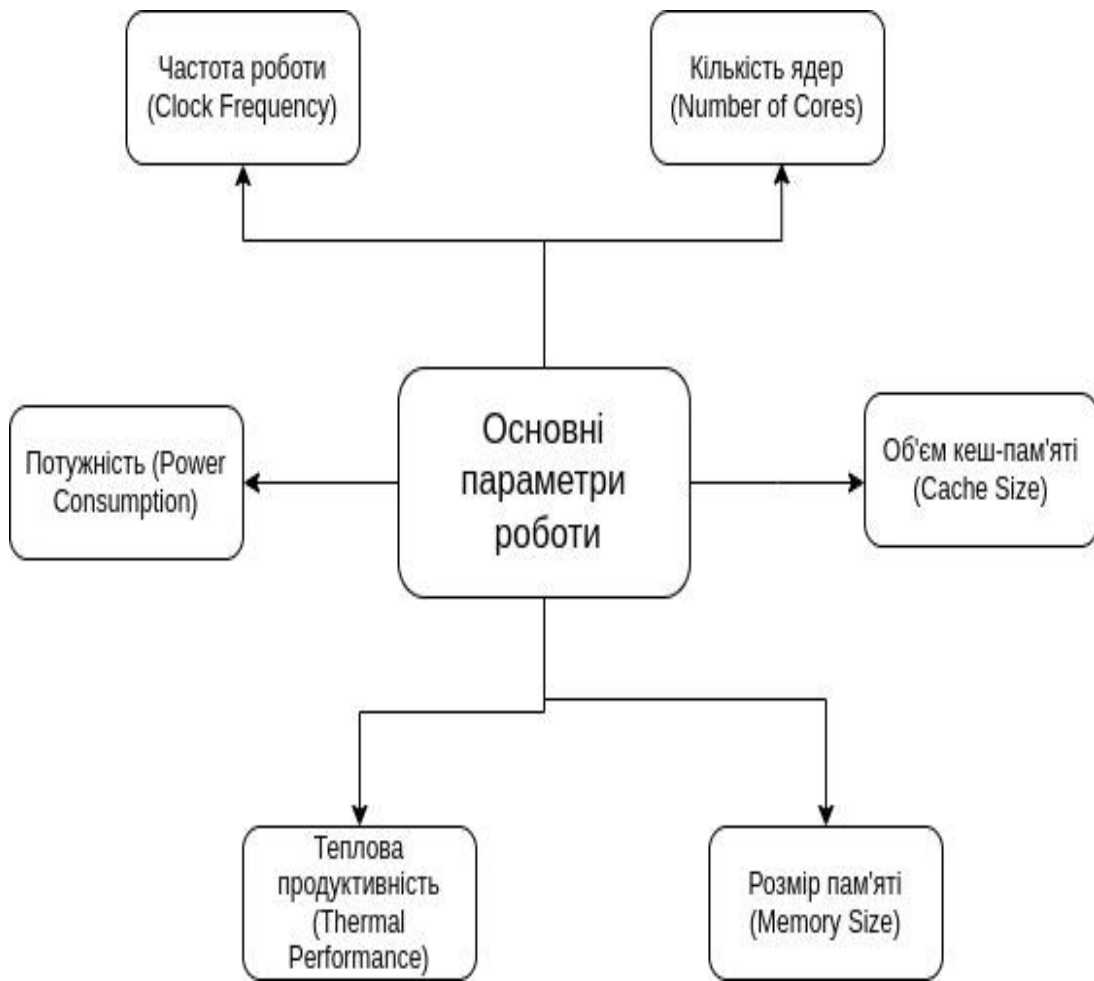 Частота роботи
(Clock Frequency)
Кількість ядер
(Number of Cores)
Потужність (Power
Consumption)
Основні
параметри
роботи
Об'єм кеш-пам'яті
(Cache Size)
Теплова
продуктивність
(Thermal
Performance)
Розмір пам'яті
(Memory Size)